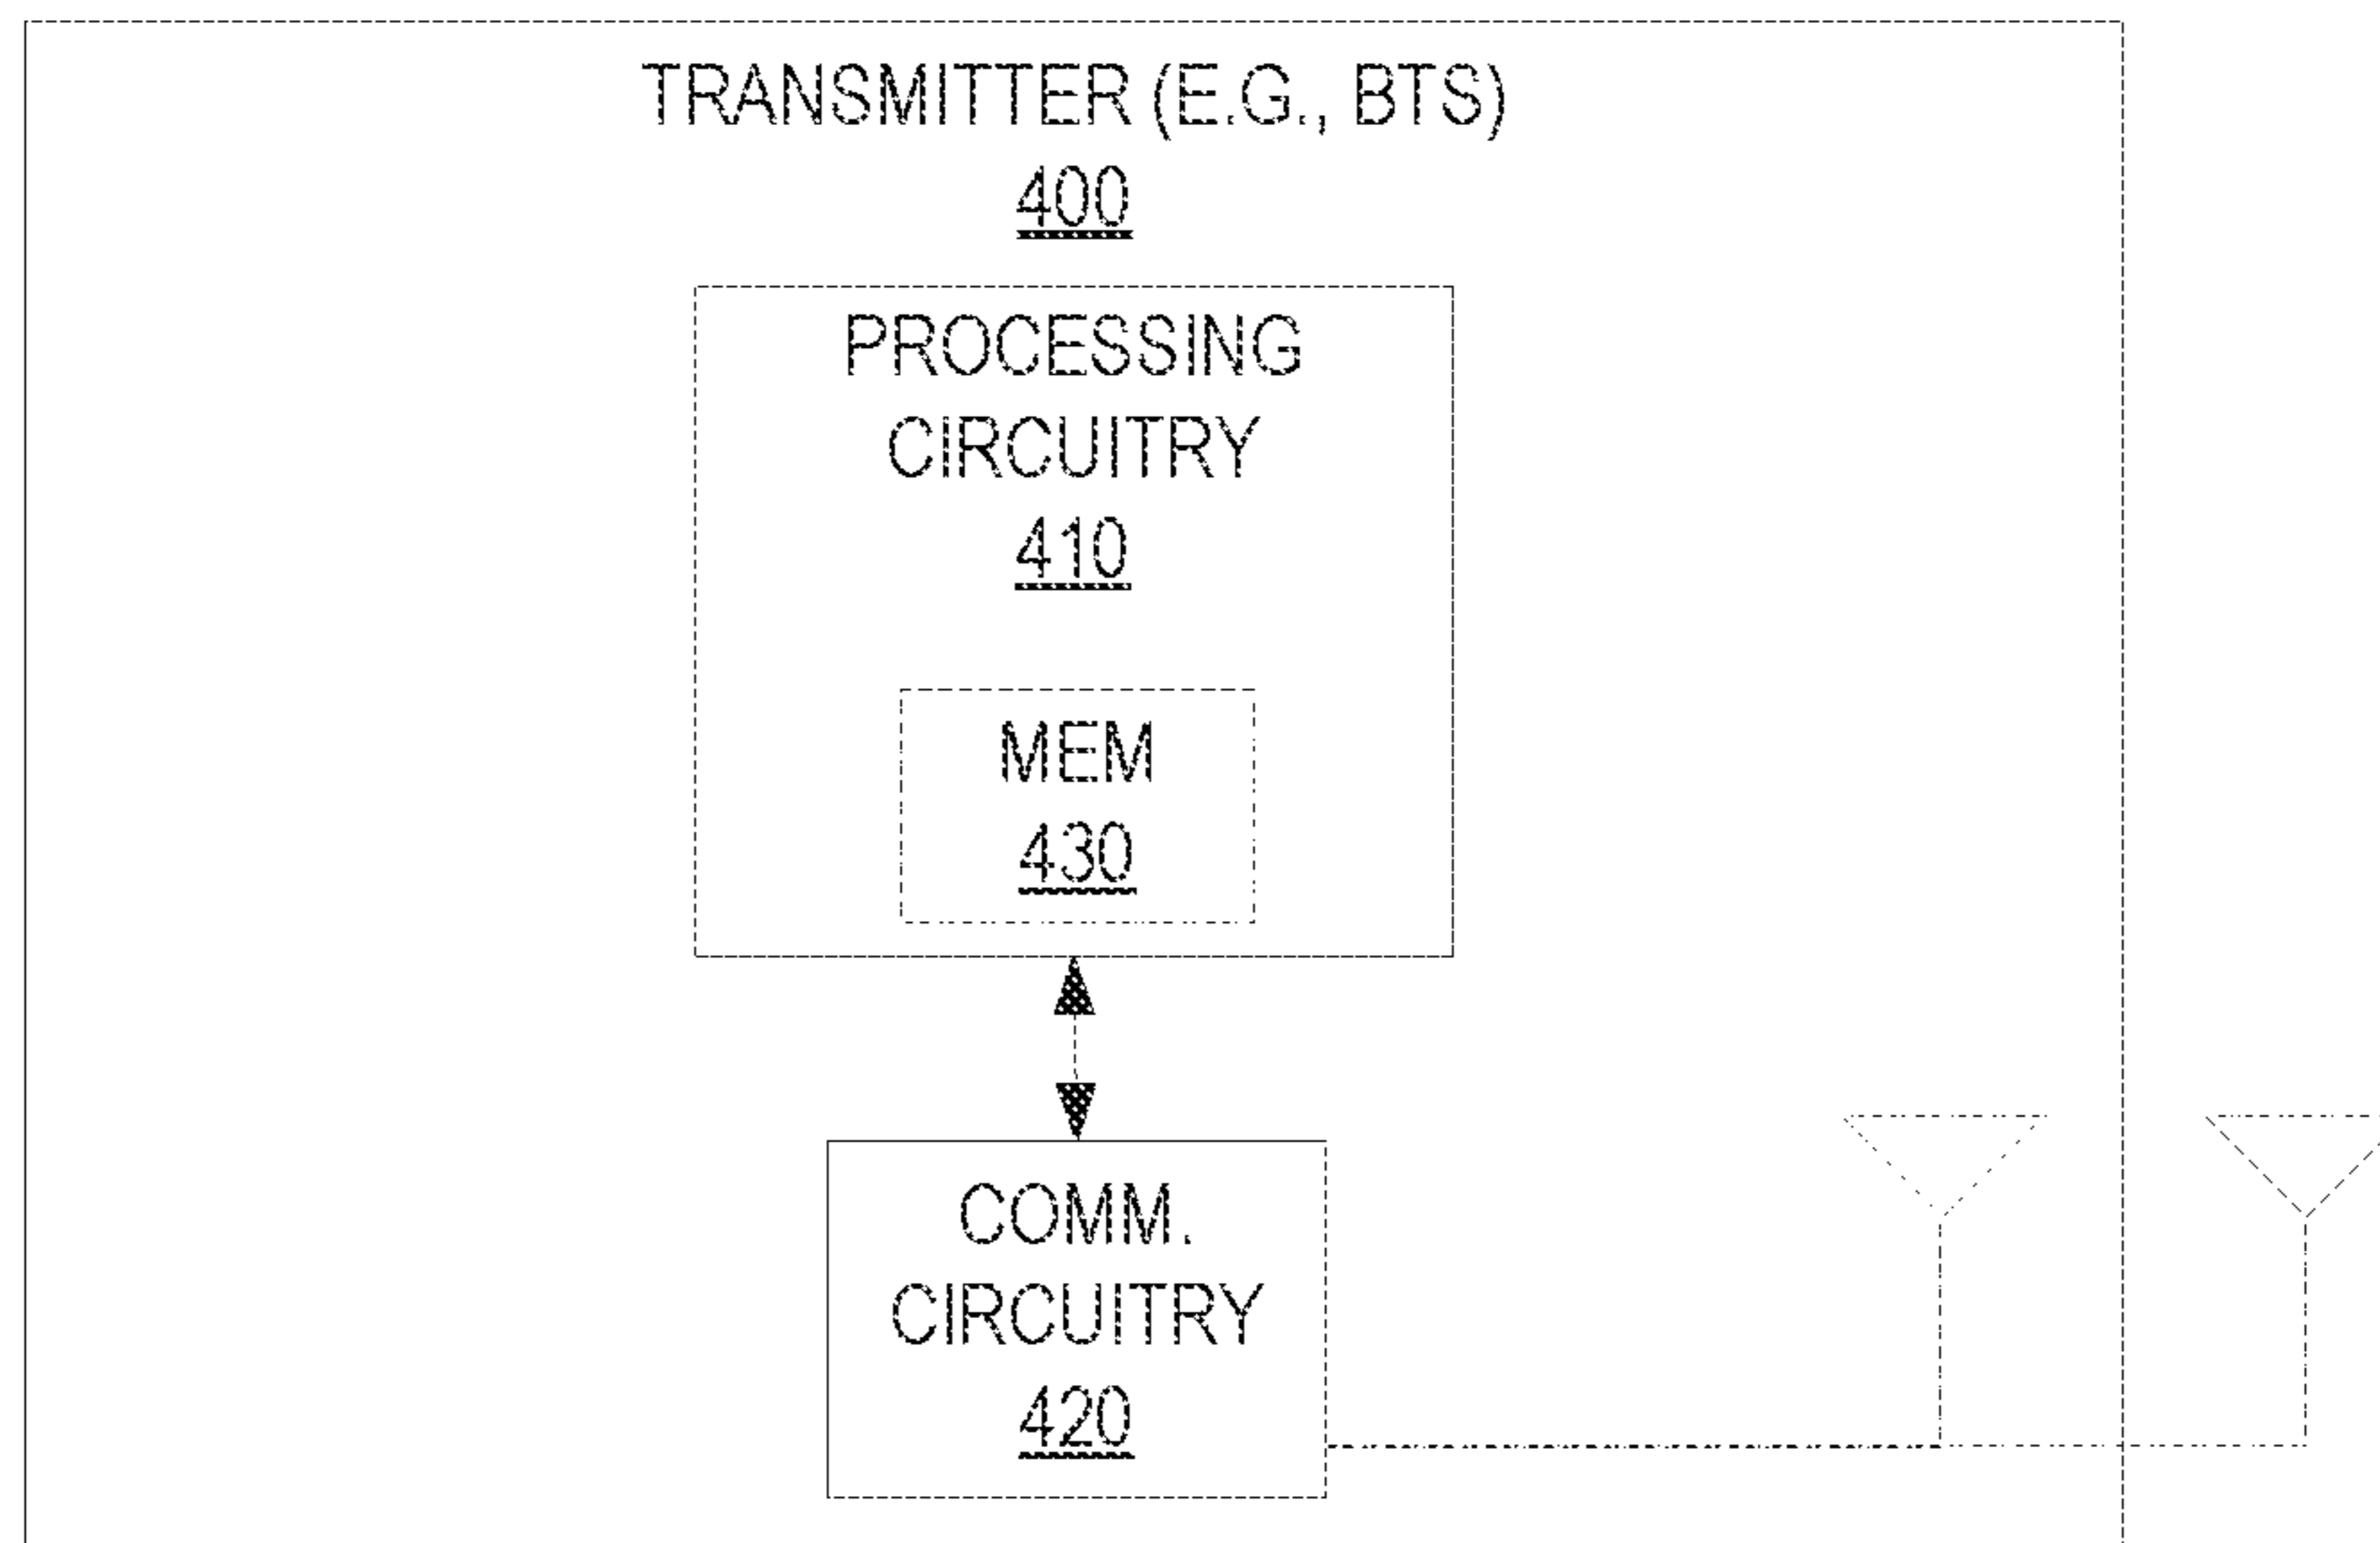 TRANSMITTER (E.G., BTS)
400
PROCESSING
CIRCUITRY
410
MEM
430
COMM.
CIRCUITRY
420